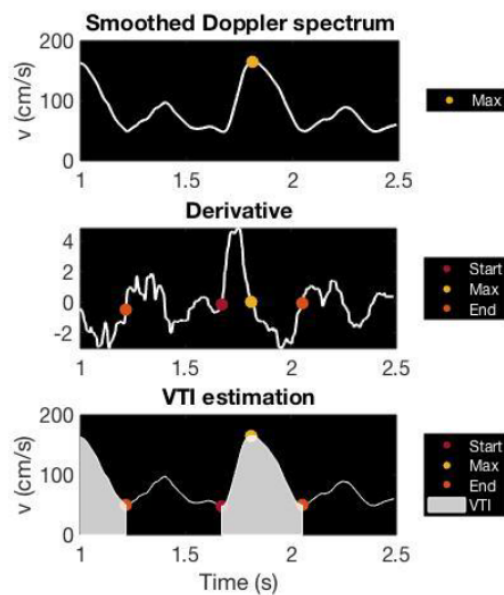 Smoothed Doppler spectrum
200
100
0
v (cm/s)
1 1.5 2 2.5
Max
Derivative
4
2
0
-2
1 1.5 2 2.5
Start
Max
End
VTI estimation
200
100
0
v (cm/s)
1 1.5 2 2.5
Time (s)
Start
Max
End
VTI